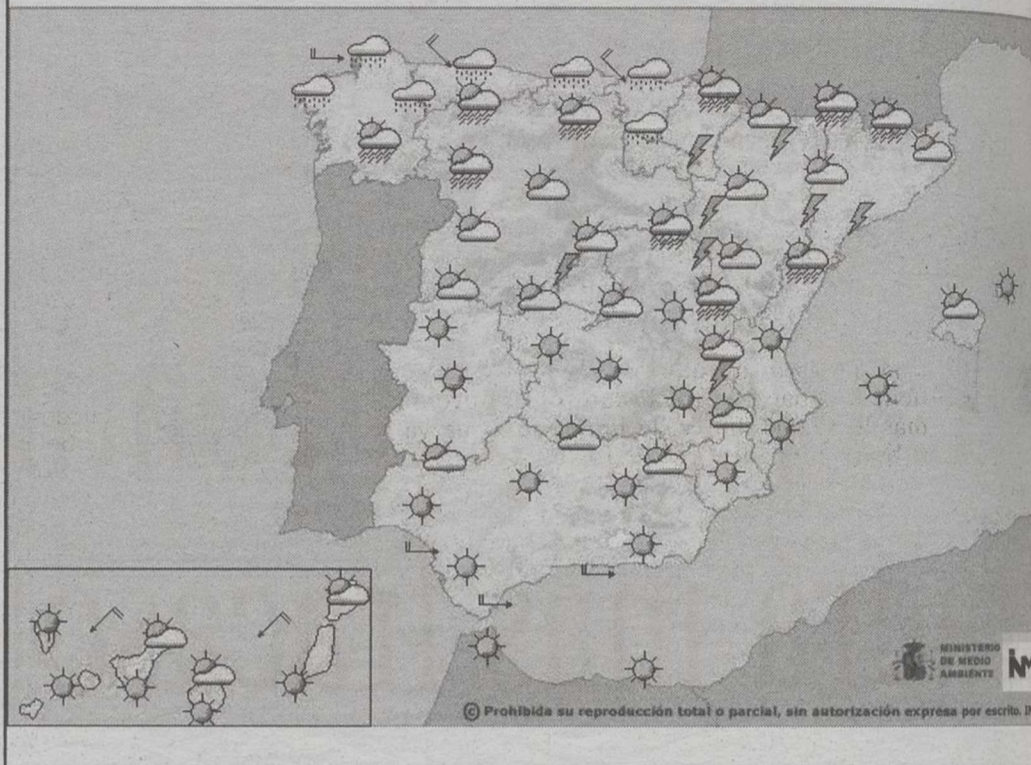 MINISTERIO
DE MEDIO
AMBIENTE
© Prohibida su reproducción total o parcial, sin autorización expresa por escrito.